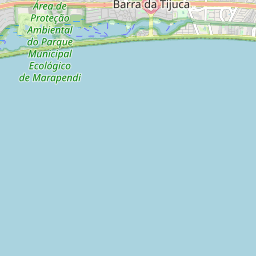 Barra da Tijuca
Área de
Proteção
Ambiental
do Parque
Municipal
Ecológico
de Marapendi